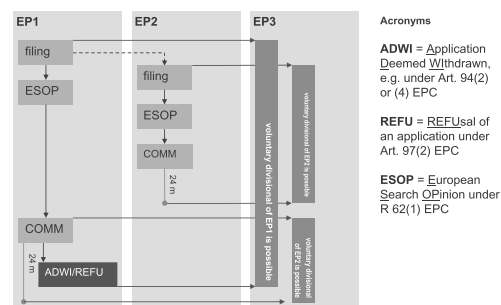 EP1
EP2
EP3
filing
ESOP
COMM
24 m
ADWI/REFU
filing
ESOP
COMM
24 m
voluntary divisional of EP1 is possible
voluntary divisional of EP2 is possible
voluntary divisional
of EP2 is possible
Acronyms
ADWI = Application
Deemed WIthdrawn,
e.g. under Art. 94(2)
or (4) EPC
REFU = REFUsal of
an application under
Art. 97(2) EPC
ESOP = European
Search OPinion under
R 62(1) EPC